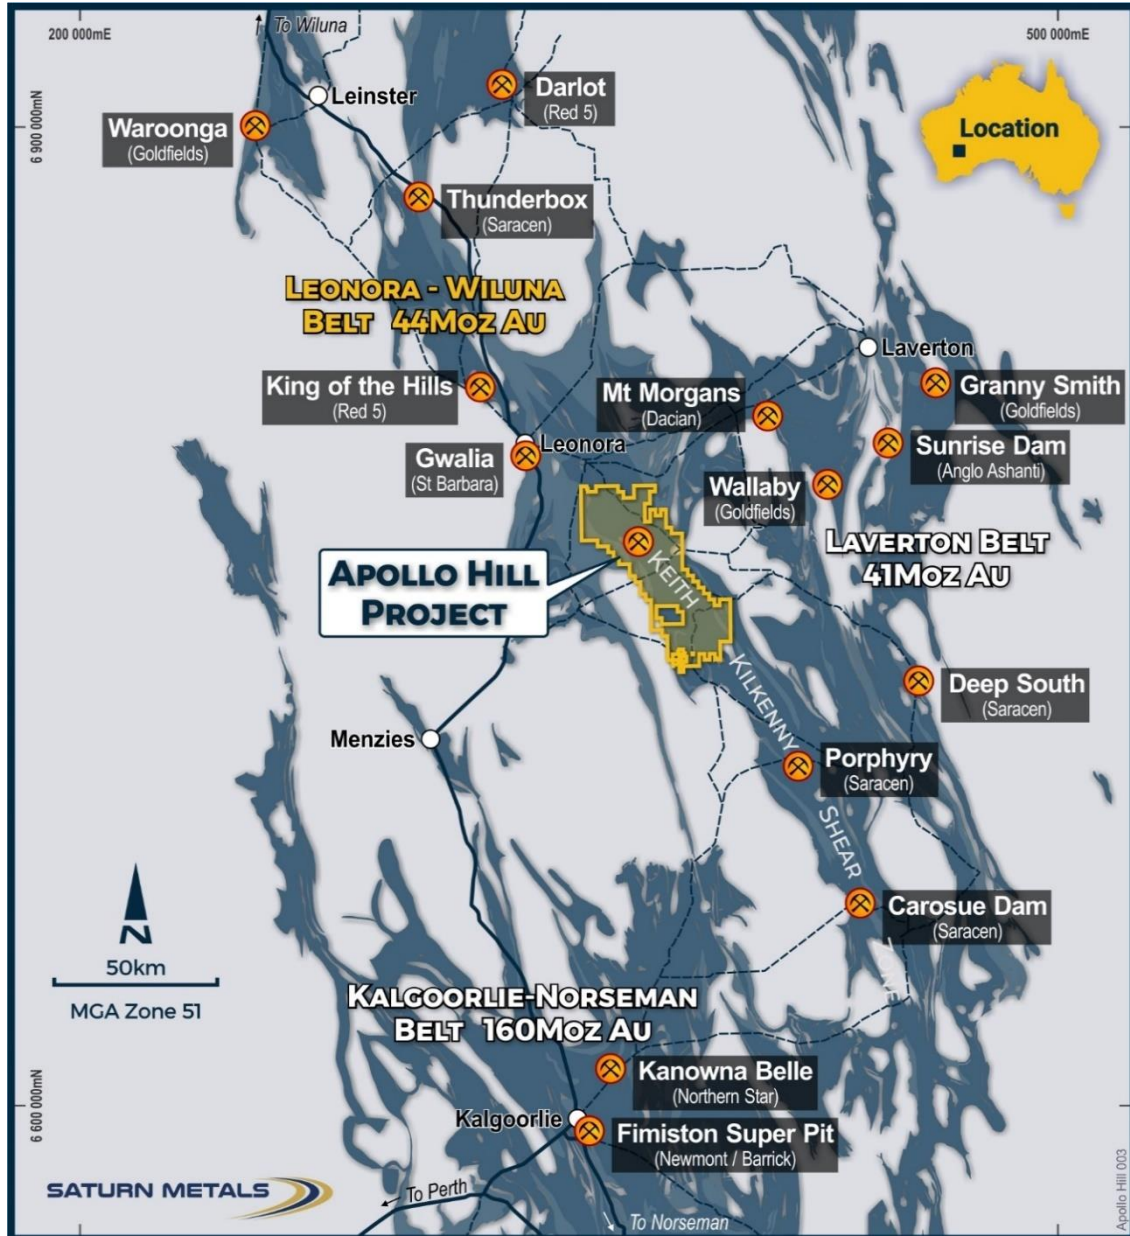 200 000mE
To Wiluna
500 000mE
6 900 000mN
Leinster
Darlot
(Red 5)
Waroonga
(Goldfields)
Location
Thunderbox
(Saracen)
LEONORA - WILUNA
BELT 44MOZ AU
Laverton
King of the Hills
(Red 5)
Mt Morgans
(Dacian)
Granny Smith
(Goldfields)
Leonora
Gwalia
(St Barbara)
Sunrise Dam
(Anglo Ashanti)
Wallaby
(Goldfields)
LAVERTON BELT
41MOZ AU
APOLLO HILL
PROJECT
KEITH
KILKENNY
SHEAR
ZONE
Deep South
(Saracen)
Menzies
Porphyry
(Saracen)
Carosue Dam
(Saracen)
N
50km
MGA Zone 51
KALGOORLIE-NORSEMAN
BELT 160MOZ AU
Kanowna Belle
(Northern Star)
6 600 000mN
Kalgoorlie
Fimiston Super Pit
(Newmont / Barrick)
SATURN METALS
To Perth
To Norseman
Apollo Hill 003